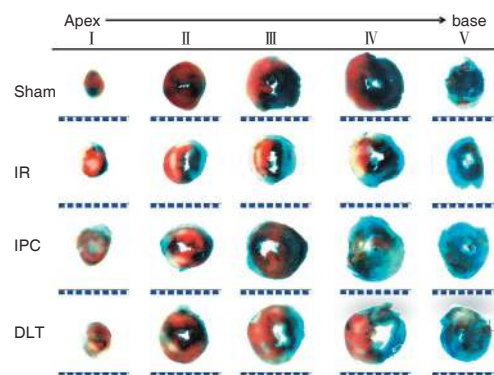 Apex base
I II III IV V
Sham
IR
IPC
DLT